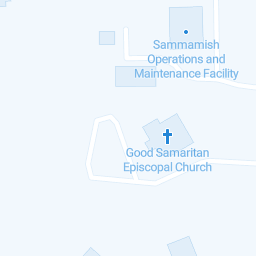 Sammamish
Operations and
Maintenance Facility
Good Samaritan
Episcopal Church